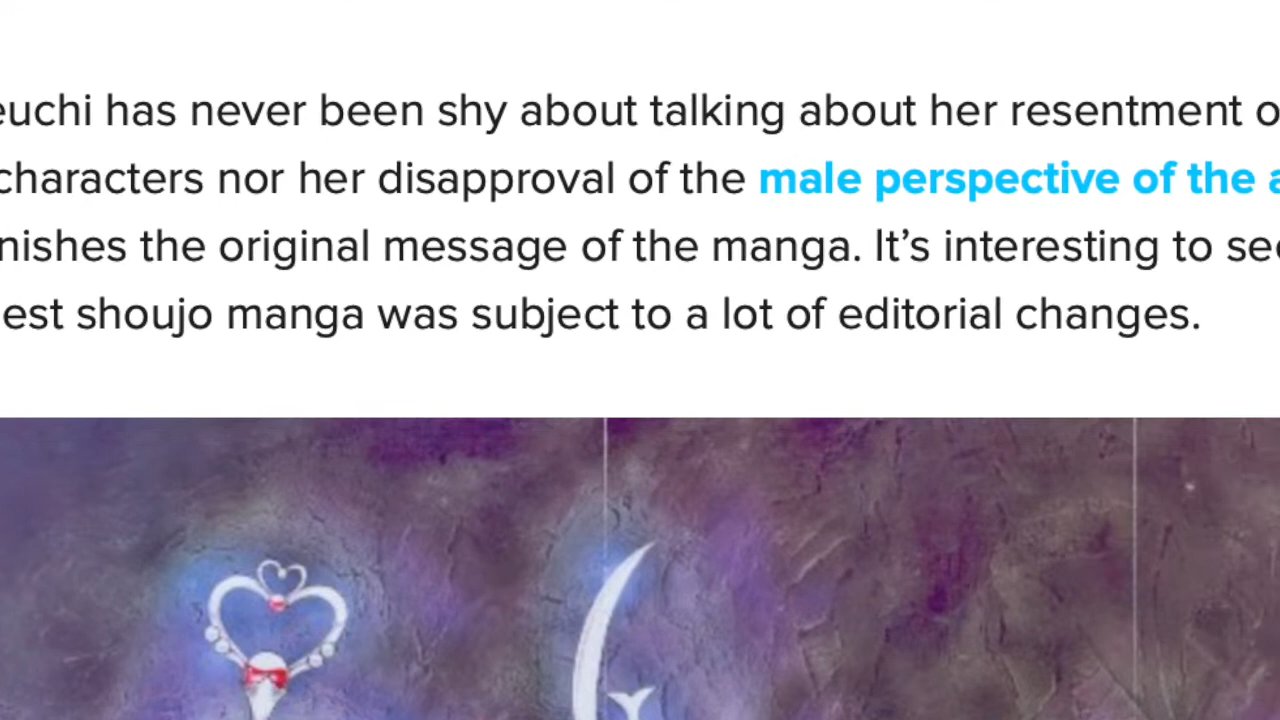 euchi has never been shy about talking about her resentment o
characters nor her disapproval of the male perspective of the a
nishes the original message of the manga. It’s interesting to see
est shoujo manga was subject to a lot of editorial changes.